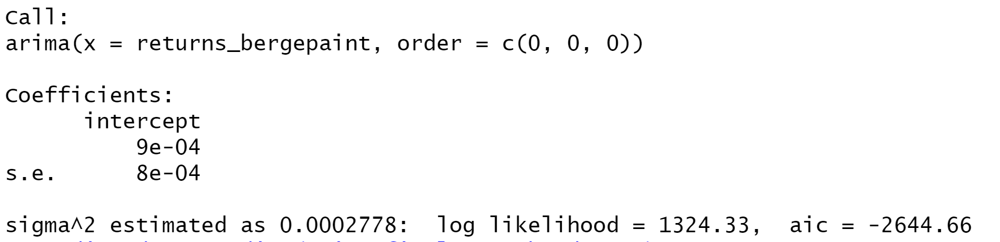 Call:
arima(x = returns_bergepaint, order = c(0, 0, 0))
Coefficients:
intercept
9e-04
s.e. 8e-04
sigma^2 estimated as 0.0002778: log likelihood = 1324.33, aic = -2644.66